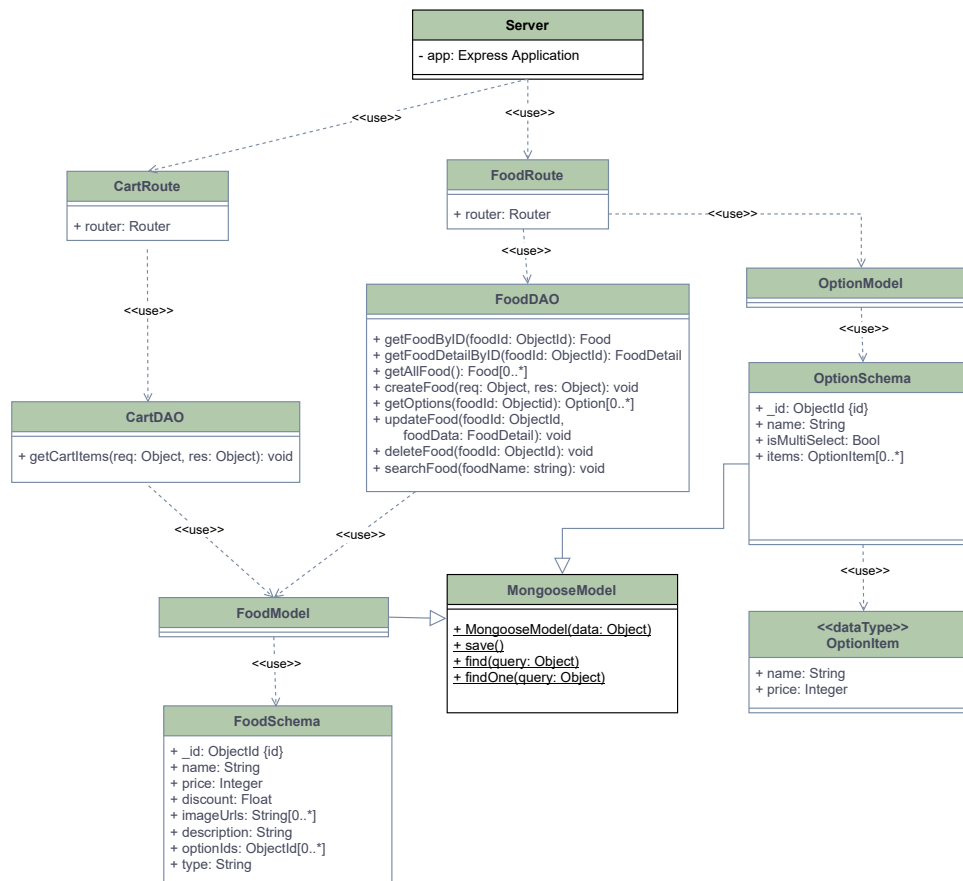 Server
- app: Express Application
<<use>>
<<use>>
CartRoute
+ router: Router
FoodRoute
+ router: Router
<<use>>
<<use>>
<<use>>
OptionModel
<<use>>
FoodDAO
+ getFoodByID(foodId: ObjectId): Food
+ getFoodDetailByID(foodId: ObjectId): FoodDetail
+ getAllFood(): Food[0..*]
+ createFood(req: Object, res: Object): void
+ getOptions(foodId: Objectid): Option[0..*]
+ updateFood(foodId: ObjectId,
foodData: FoodDetail): void
+ deleteFood(foodId: ObjectId): void
+ searchFood(foodName: string): void
OptionSchema
+ _id: ObjectId {id}
+ name: String
+ isMultiSelect: Bool
+ items: OptionItem[0..*]
CartDAO
+ getCartItems(req: Object, res: Object): void
<<use>>
<<use>>
<<use>>
FoodModel
MongooseModel
+ MongooseModel(data: Object)
+ save()
+ find(query: Object)
+ findOne(query: Object)
<<dataType>>
OptionItem
+ name: String
+ price: Integer
<<use>>
FoodSchema
+ _id: ObjectId {id}
+ name: String
+ price: Integer
+ discount: Float
+ imageUrls: String[0..*]
+ description: String
+ optionIds: ObjectId[0..*]
+ type: String